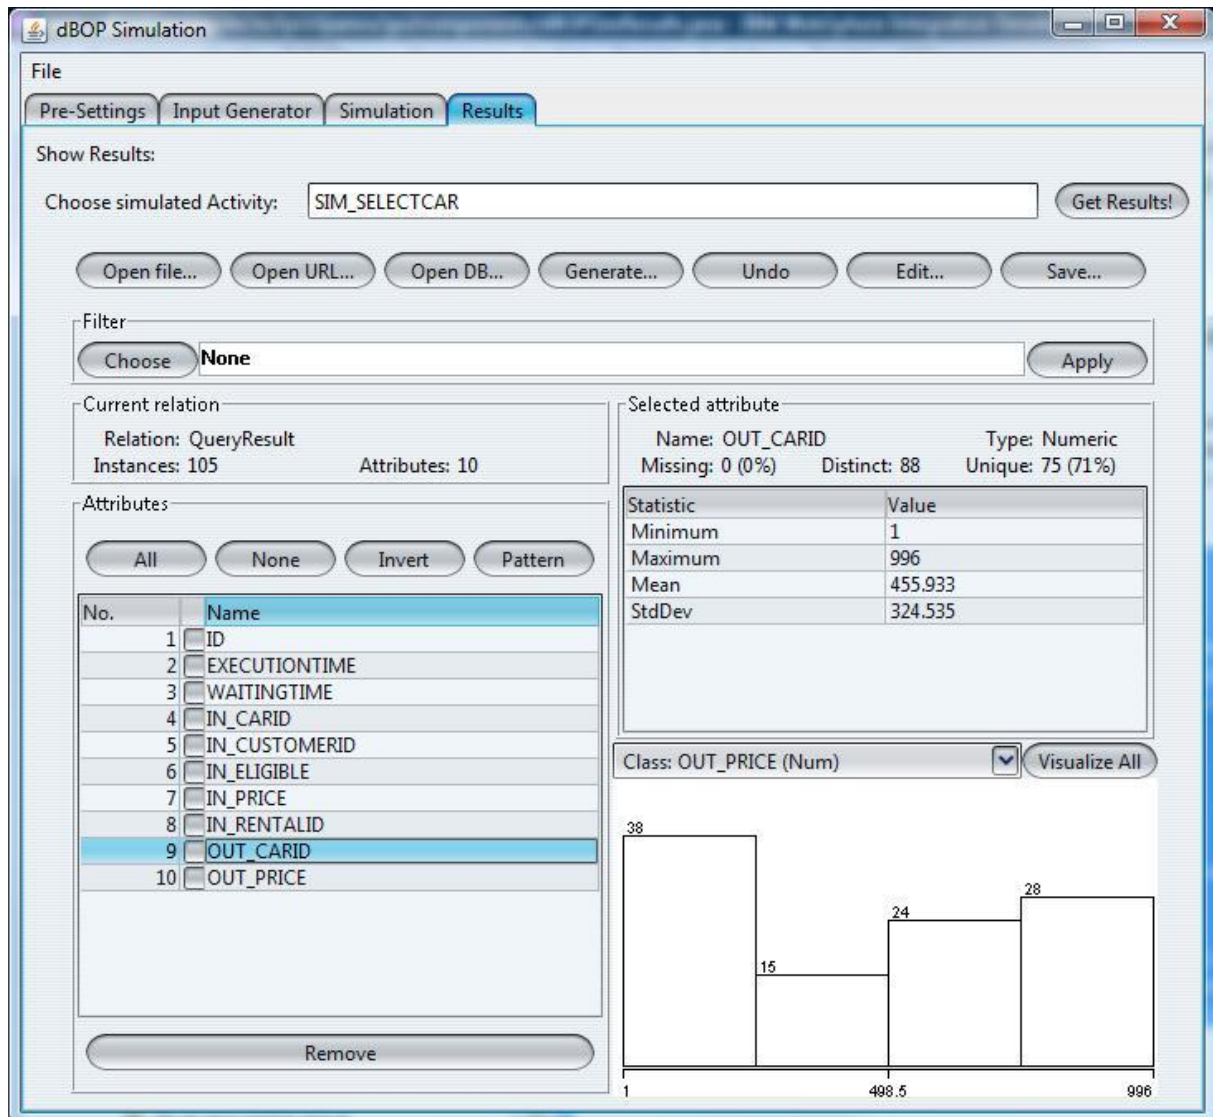 dBOP Simulation
File
Pre-Settings Input Generator Simulation Results
Show Results:
Choose simulated Activity: SIM_SELECTCAR Get Results!
Open file... Open URL... Open DB... Generate... Undo Edit... Save...
Filter
Choose None Apply
Current relation
Relation: QueryResult
Instances: 105 Attributes: 10
Selected attribute
Name: OUT_CARID Type: Numeric
Missing: 0 (0%) Distinct: 88 Unique: 75 (71%)
Attributes
All None Invert Pattern
No. Name
1 ID
2 EXECUTIONTIME
3 WAITINGTIME
4 IN_CARID
5 IN_CUSTOMERID
6 IN_ELIGIBLE
7 IN_PRICE
8 IN_RENTALID
9 OUT_CARID
10 OUT_PRICE
Remove
Statistic Value
Minimum 1
Maximum 996
Mean 455.933
StdDev 324.535
Class: OUT_PRICE (Num) Visualize All
38
15
24
28
1 498.5 996